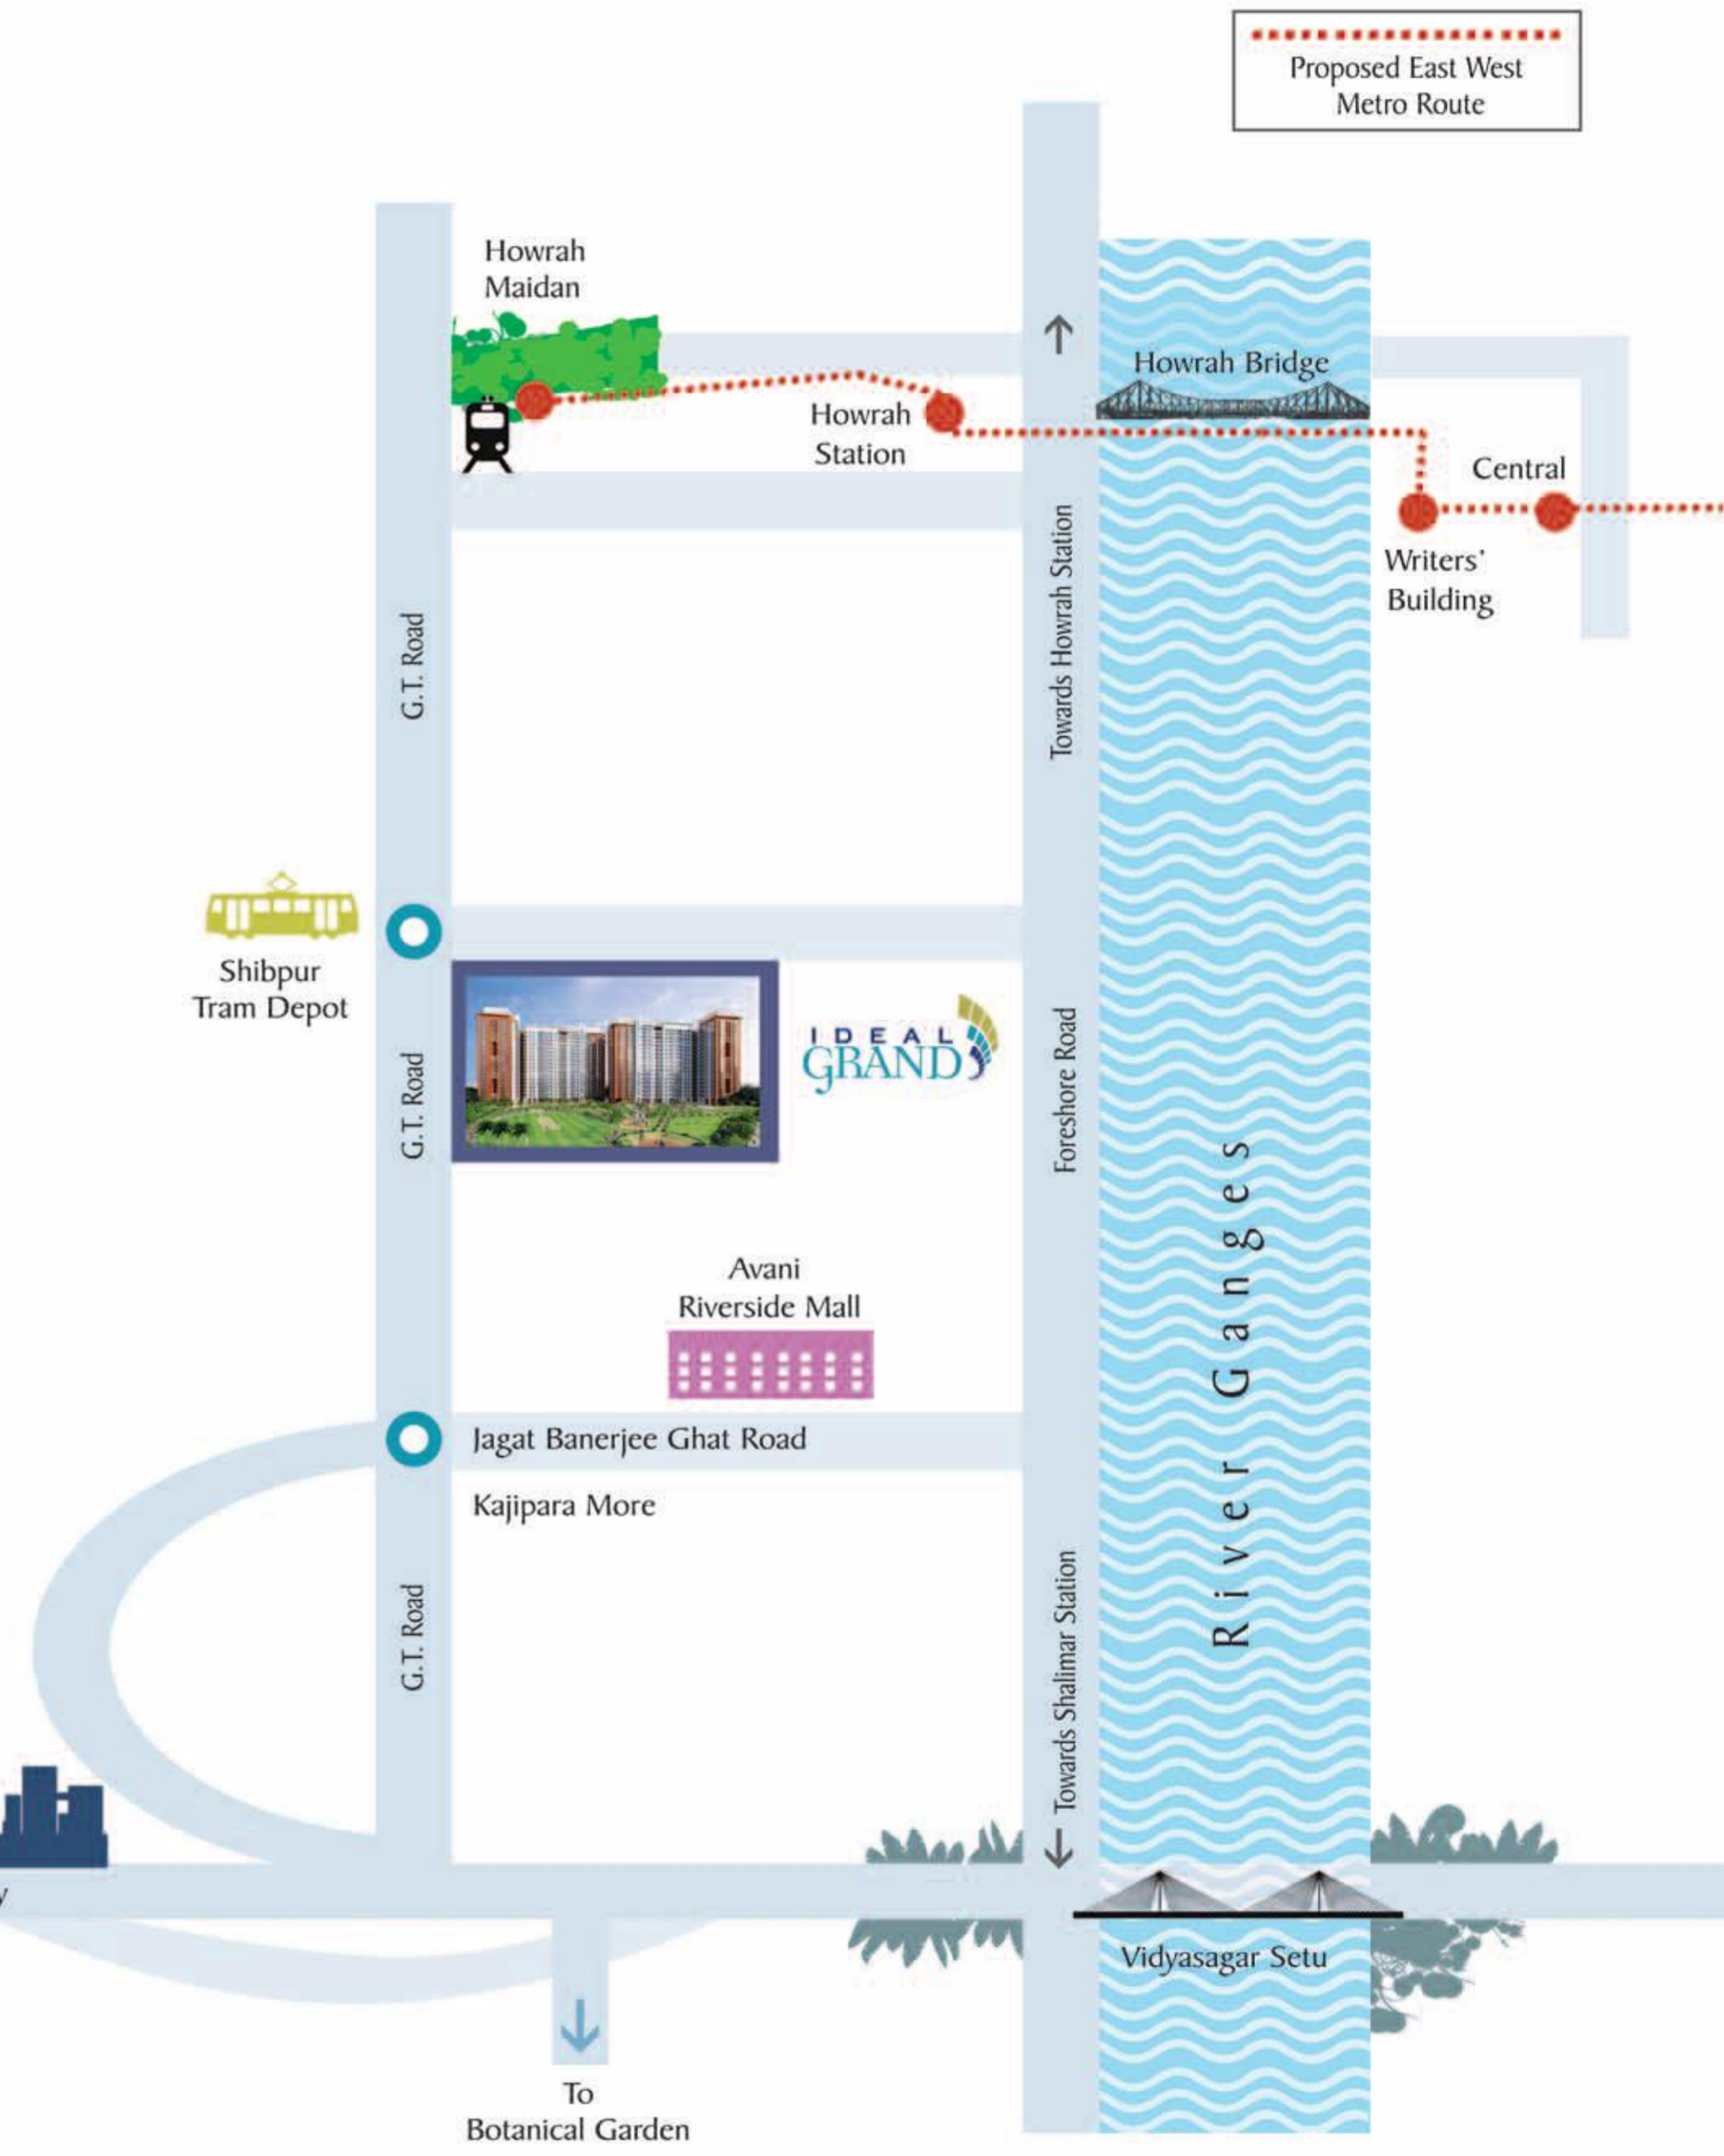 Proposed East West
Metro Route
Howrah
Maidan
Howrah Bridge
Howrah
Station
Central
Writers'
Building
G.T. Road
Towards Howrah Station
Shibpur
Tram Depot
IDEAL
GRAND
G.T. Road
Foreshore Road
River Ganges
Avani
Riverside Mall
Jagat Banerjee Ghat Road
Kajipara More
G.T. Road
Towards Shalimar Station
Vidyasagar Setu
To
Botanical Garden